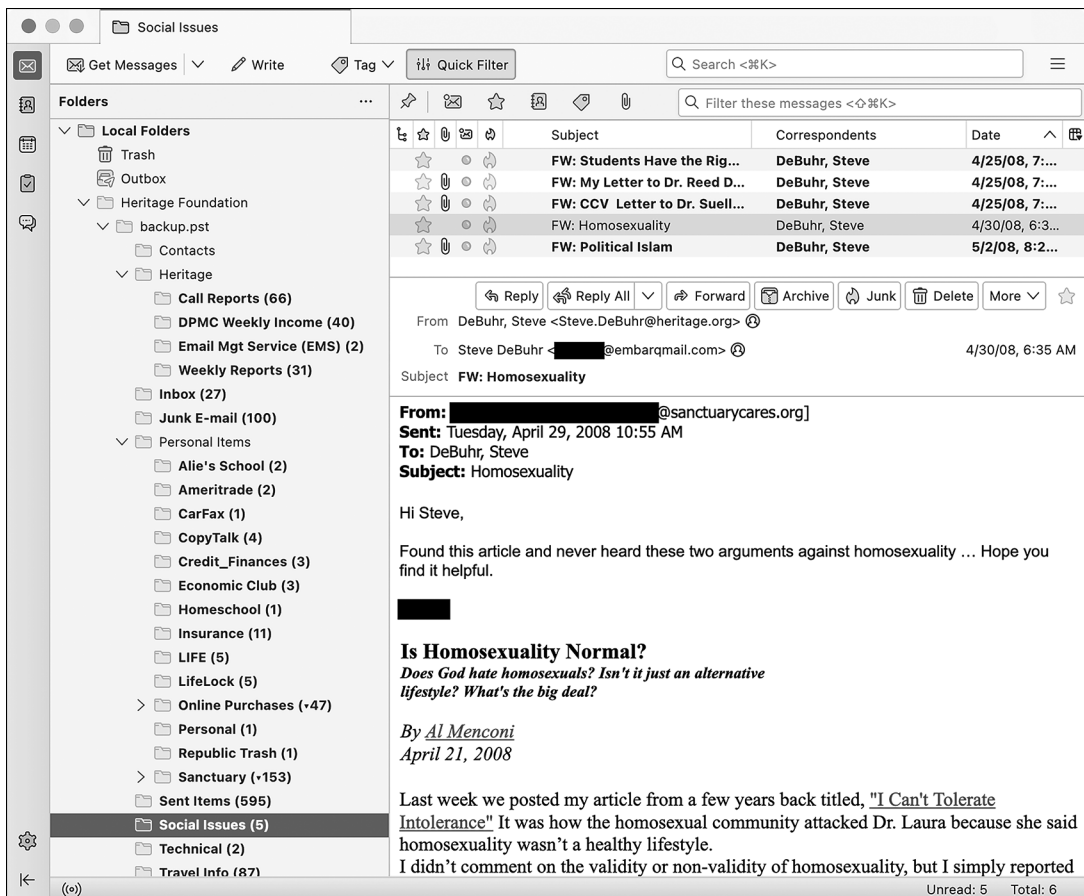 Social Issues
Get Messages
Write
Tag
Quick Filter
Search <⌘K>
Folders
Filter these messages <⇧⌘K>
Local Folders
Trash
Outbox
Heritage Foundation
backup.pst
Contacts
Heritage
Call Reports (66)
DPMC Weekly Income (40)
Email Mgt Service (EMS) (2)
Weekly Reports (31)
Inbox (27)
Junk E-mail (100)
Personal Items
Alie's School (2)
Ameritrade (2)
CarFax (1)
CopyTalk (4)
Credit_Finances (3)
Economic Club (3)
Homeschool (1)
Insurance (11)
LIFE (5)
LifeLock (5)
Online Purchases (▾47)
Personal (1)
Republic Trash (1)
Sanctuary (▾153)
Sent Items (595)
Social Issues (5)
Technical (2)
Travel Info (87)
Subject Correspondents Date
FW: Students Have the Rig... DeBuhr, Steve 4/25/08, 7:...
FW: My Letter to Dr. Reed D... DeBuhr, Steve 4/25/08, 7:...
FW: CCV Letter to Dr. Suell... DeBuhr, Steve 4/25/08, 7:...
FW: Homosexuality DeBuhr, Steve 4/30/08, 6:3...
FW: Political Islam DeBuhr, Steve 5/2/08, 8:2...
Reply Reply All Forward Archive Junk Delete More
From DeBuhr, Steve <Steve.DeBuhr@heritage.org>
To Steve DeBuhr < @embarqmail.com> 4/30/08, 6:35 AM
Subject FW: Homosexuality
From: @sanctuarycares.org]
Sent: Tuesday, April 29, 2008 10:55 AM
To: DeBuhr, Steve
Subject: Homosexuality
Hi Steve,
Found this article and never heard these two arguments against homosexuality … Hope you
find it helpful.
Is Homosexuality Normal?
Does God hate homosexuals? Isn't it just an alternative
lifestyle? What's the big deal?
By Al Menconi
April 21, 2008
Last week we posted my article from a few years back titled, "I Can't Tolerate
Intolerance" It was how the homosexual community attacked Dr. Laura because she said
homosexuality wasn’t a healthy lifestyle.
I didn’t comment on the validity or non-validity of homosexuality, but I simply reported
Unread: 5 Total: 6